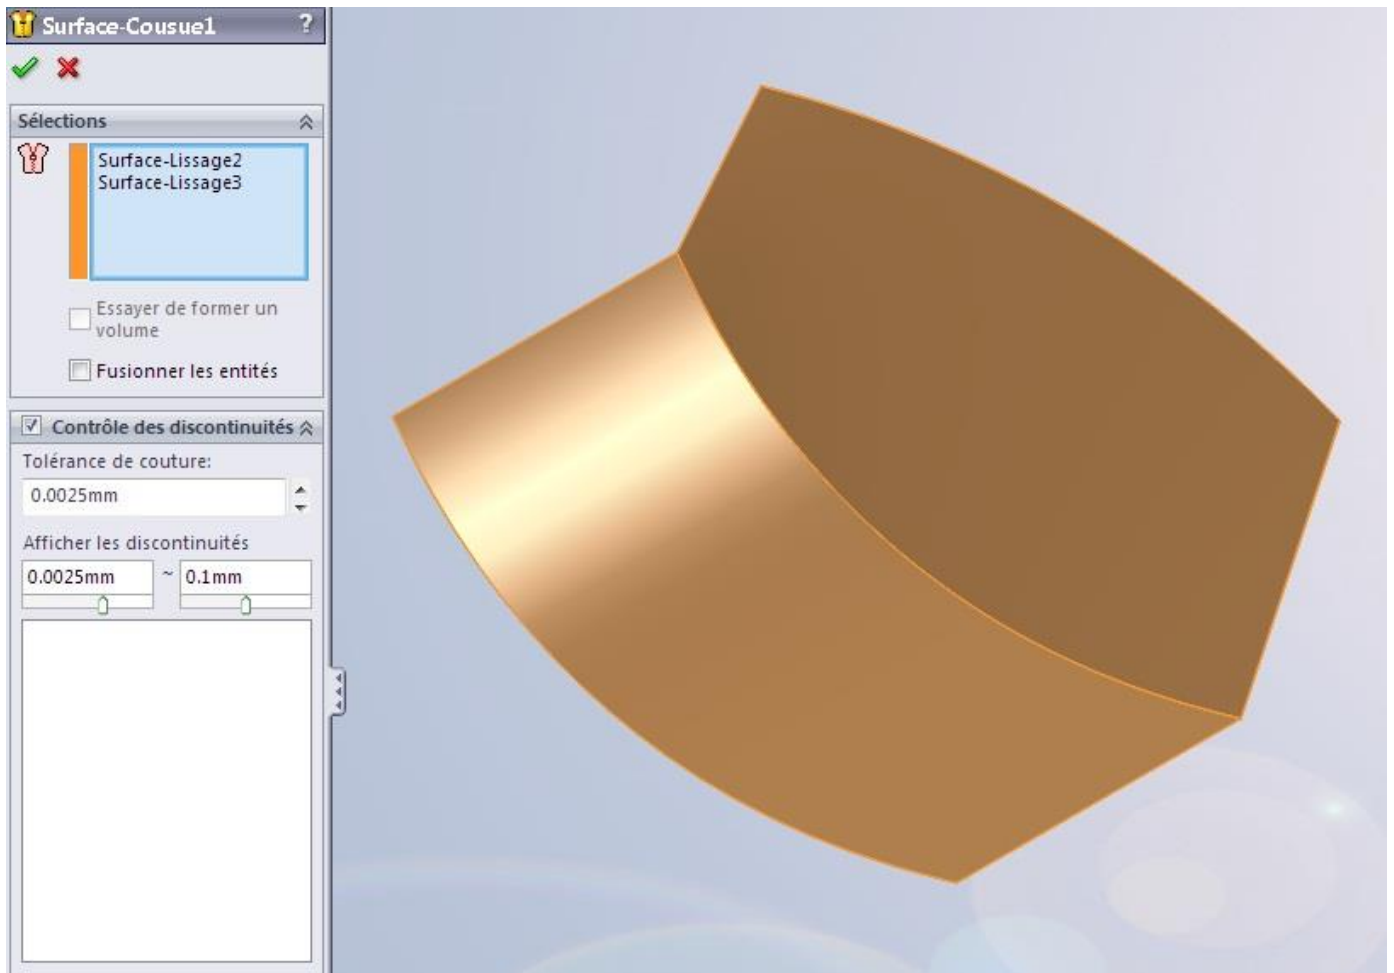 Surface-Cousue1 ?
Sélections
Surface-Lissage2
Surface-Lissage3
Essayer de former un
volume
Fusionner les entités
Contrôle des discontinuités
Tolérance de couture:
0.0025mm
Afficher les discontinuités
0.0025mm ~ 0.1mm